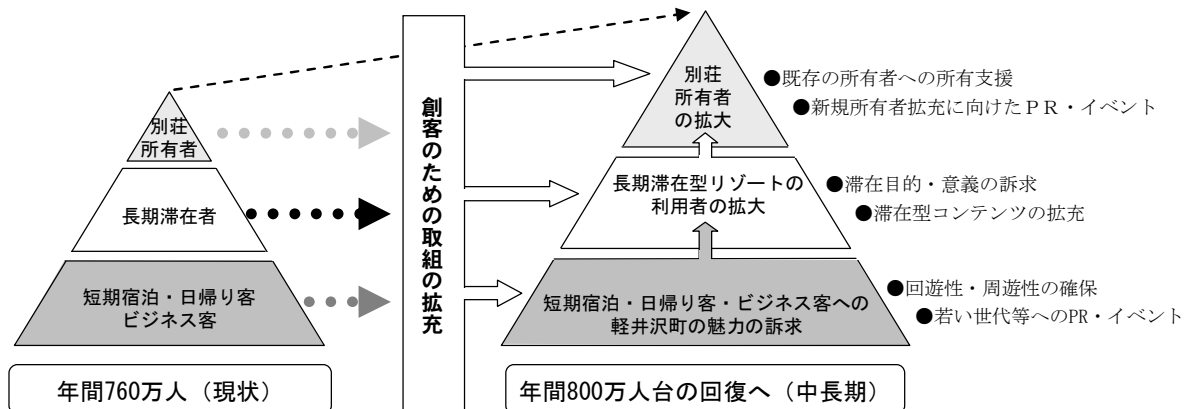 別荘
所有者
長期滞在者
短期宿泊・日帰り客
ビジネス客
年間760万人（現状）
創客のための取組の拡充
別荘
所有者
の拡大
●既存の所有者への所有支援
●新規所有者拡充に向けたＰＲ・イベント
長期滞在型リゾートの
利用者の拡大
●滞在目的・意義の訴求
●滞在型コンテンツの拡充
短期宿泊・日帰り客・ビジネス客への
軽井沢町の魅力の訴求
●回遊性・周遊性の確保
●若い世代等へのPR・イベント
年間800万人台の回復へ（中長期）